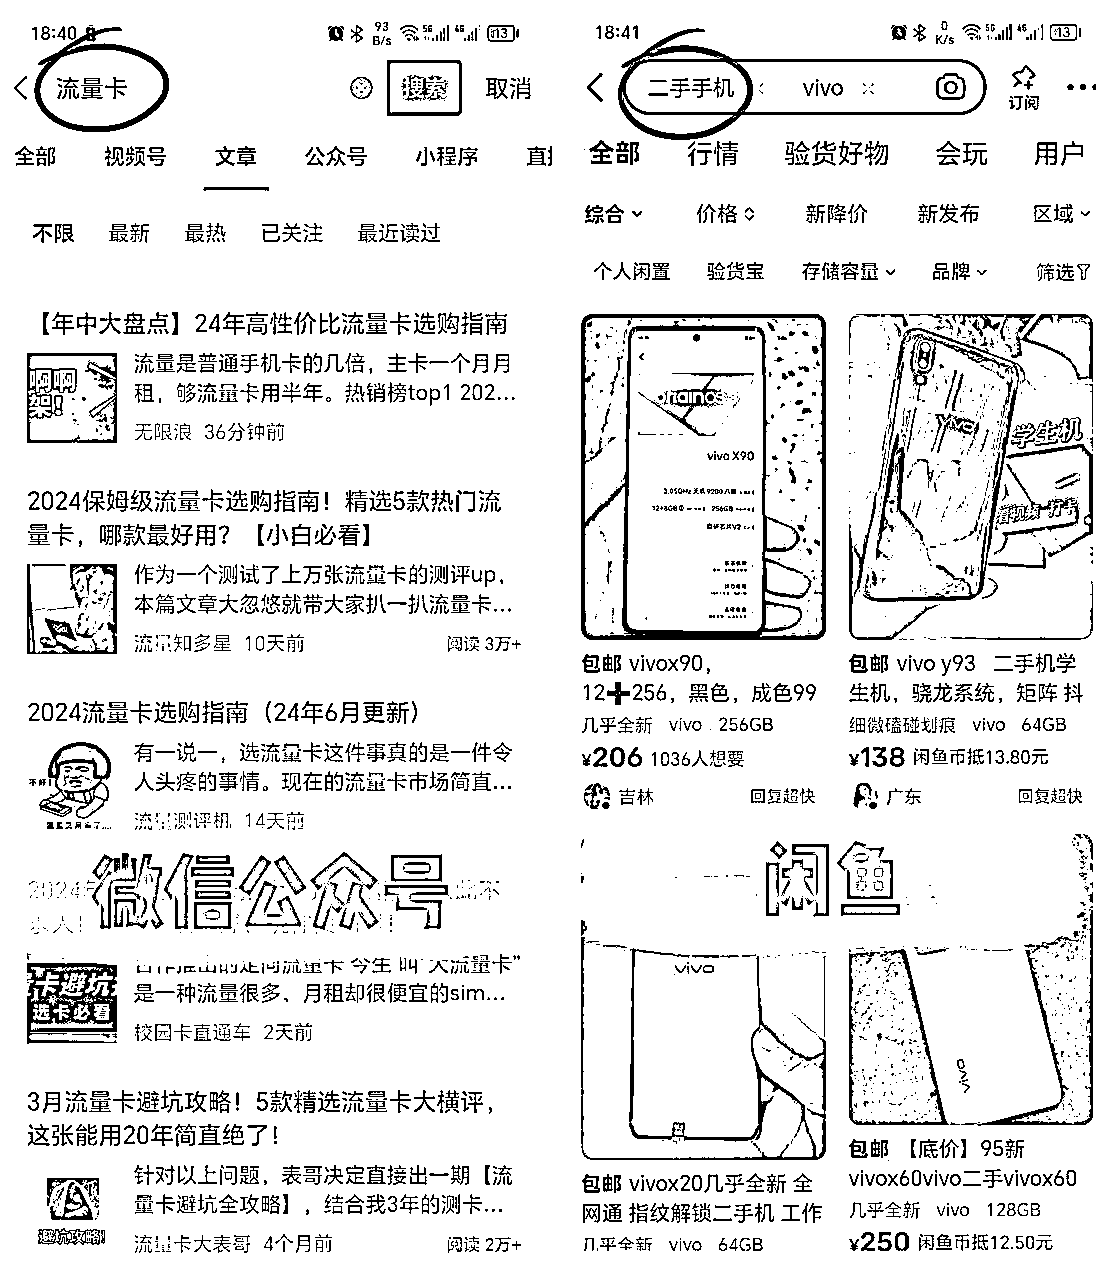 18:40
93 B/s
5G
4G
13
流量卡
搜索
取消
全部 视频号 文章 公众号 小程序
不限 最新 最热 已关注 最近读过
【年中大盘点】24年高性价比流量卡选购指南
流量是普通手机卡的几倍，主卡一个月月
租，够流量卡用半年。热销榜top1 202...
无限浪 36分钟前
2024保姆级流量卡选购指南！精选5款热门流
量卡，哪款最好用？【小白必看】
作为一个测试了上万张流量卡的测评up，
本篇文章大忽悠就带大家扒一扒流量卡...
流量知多星 10天前 阅读 3万+
2024流量卡选购指南（24年6月更新）
有一说一，选流量卡这件事真的是一件令
人头疼的事情。现在的流量卡市场简直...
流量测评机 14天前
微信公众号
卡避坑
选卡必看
是一种流量很多、月租却很便宜的sim...
校园卡直通车 2天前
3月流量卡避坑攻略！5款精选流量卡大横评，
这张能用20年简直绝了！
避坑攻略!
针对以上问题，表哥决定直接出一期【流
量卡避坑全攻略】，结合我3年的测卡...
流量卡大表哥 4个月前 阅读 2万+
18:41
0 K/s
5G
4G
13
二手手机
vivo
订阅
全部 行情 验货好物 会玩 用户
综合 价格 新降价 新发布 区域
个人闲置 验货宝 存储容量 品牌 筛选
vivo X90
vivo
学生机
包邮 vivox90，
12➕256，黑色，成色99
几乎全新 vivo 256GB
¥206 1036人想要
吉林 回复超快
包邮 vivo y93 二手机学
生机，骁龙系统，矩阵 抖
细微磕碰划痕 vivo 64GB
¥138 闲鱼币抵13.80元
广东 回复超快
闲鱼
vivo
vivo
包邮 vivox20几乎全新 全
网通 指纹解锁二手机 工作
几乎全新 vivo 64GB
包邮 【底价】95新
vivox60vivo二手vivox60
几乎全新 vivo 128GB
¥250 闲鱼币抵12.50元